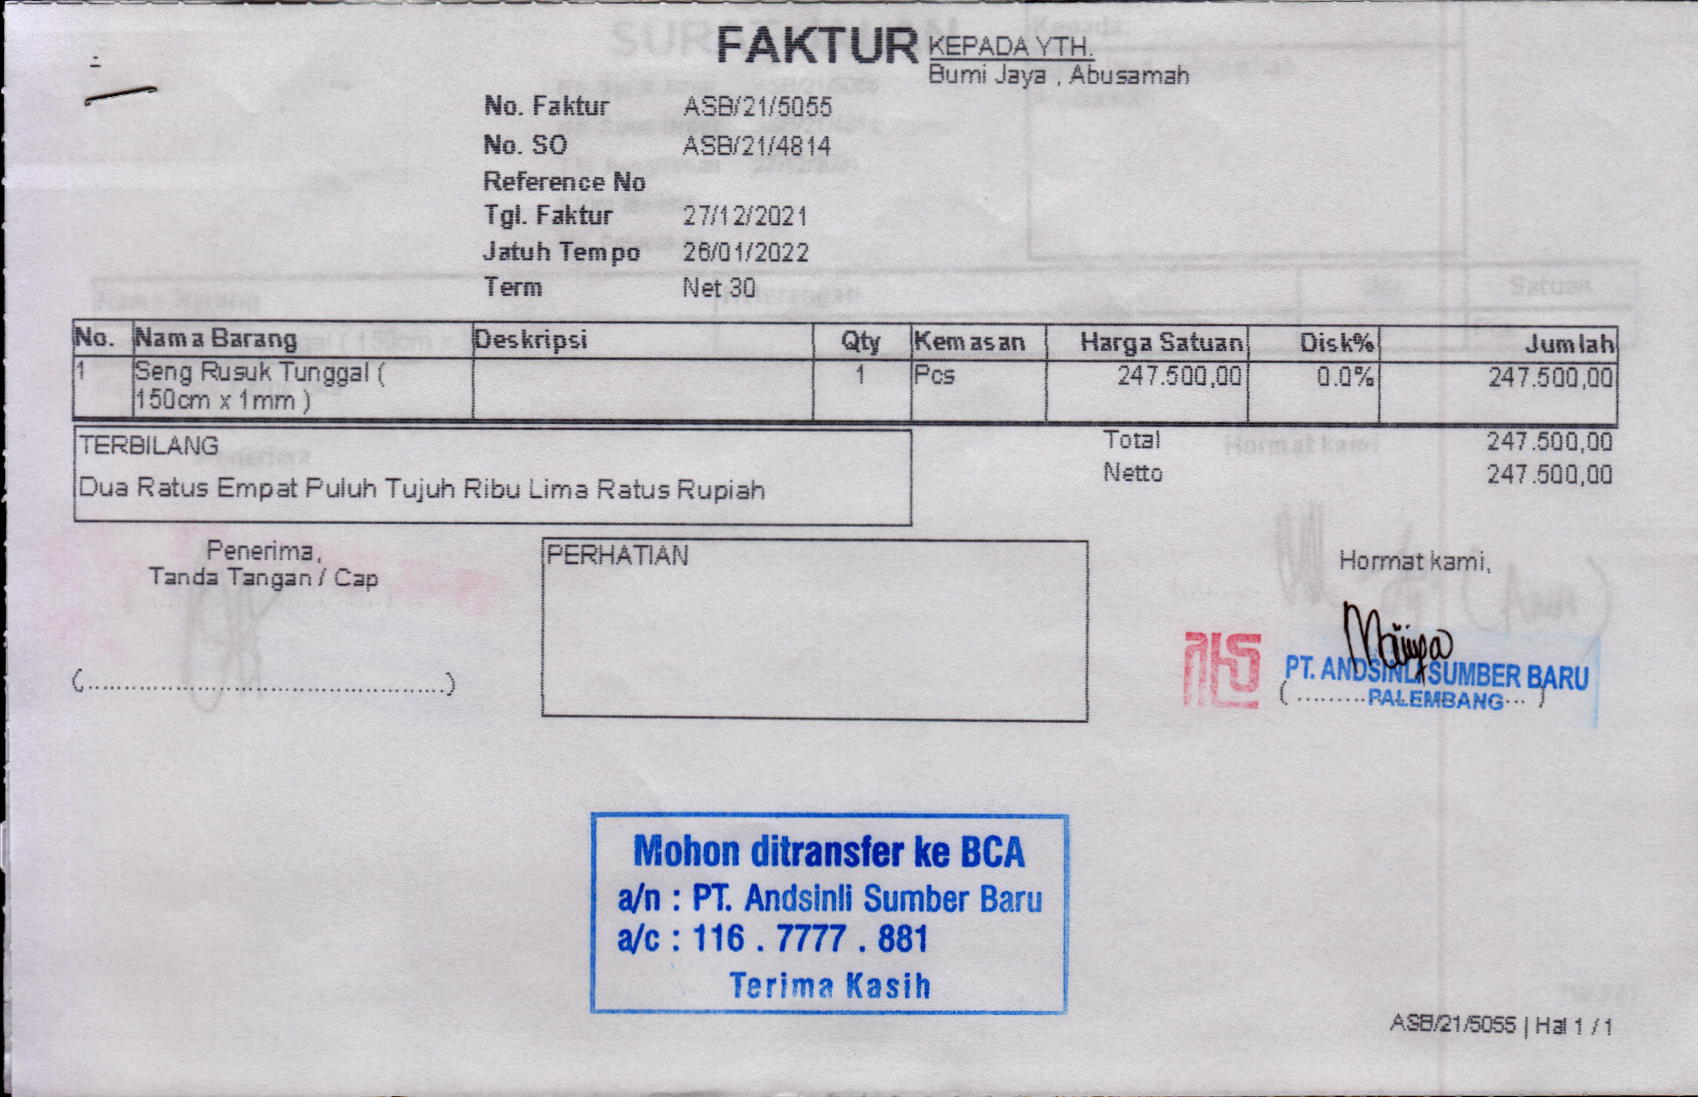 FAKTUR
KEPADA YTH.
Bumi Jaya , Abusamah
No. Faktur ASB/21/5055
No. SO ASB/21/4814
Reference No
Tgl. Faktur 27/12/2021
Jatuh Tempo 26/01/2022
Term Net 30
No. Nama Barang Deskripsi Qty Kemasan Harga Satuan Disk% Jumlah
1 Seng Rusuk Tunggal ( 1 Pcs 247.500,00 0.0% 247.500,00
150cm x 1mm )
TERBILANG Total 247.500,00
Dua Ratus Empat Puluh Tujuh Ribu Lima Ratus Rupiah Netto 247.500,00
Penerima,
Tanda Tangan / Cap
(................................................)
PERHATIAN
Hormat kami,
PT. ANDSINLI SUMBER BARU
PALEMBANG
Mohon ditransfer ke BCA
a/n : PT. Andsinli Sumber Baru
a/c : 116 . 7777 . 881
Terima Kasih
ASB/21/5055 | Hal 1 / 1